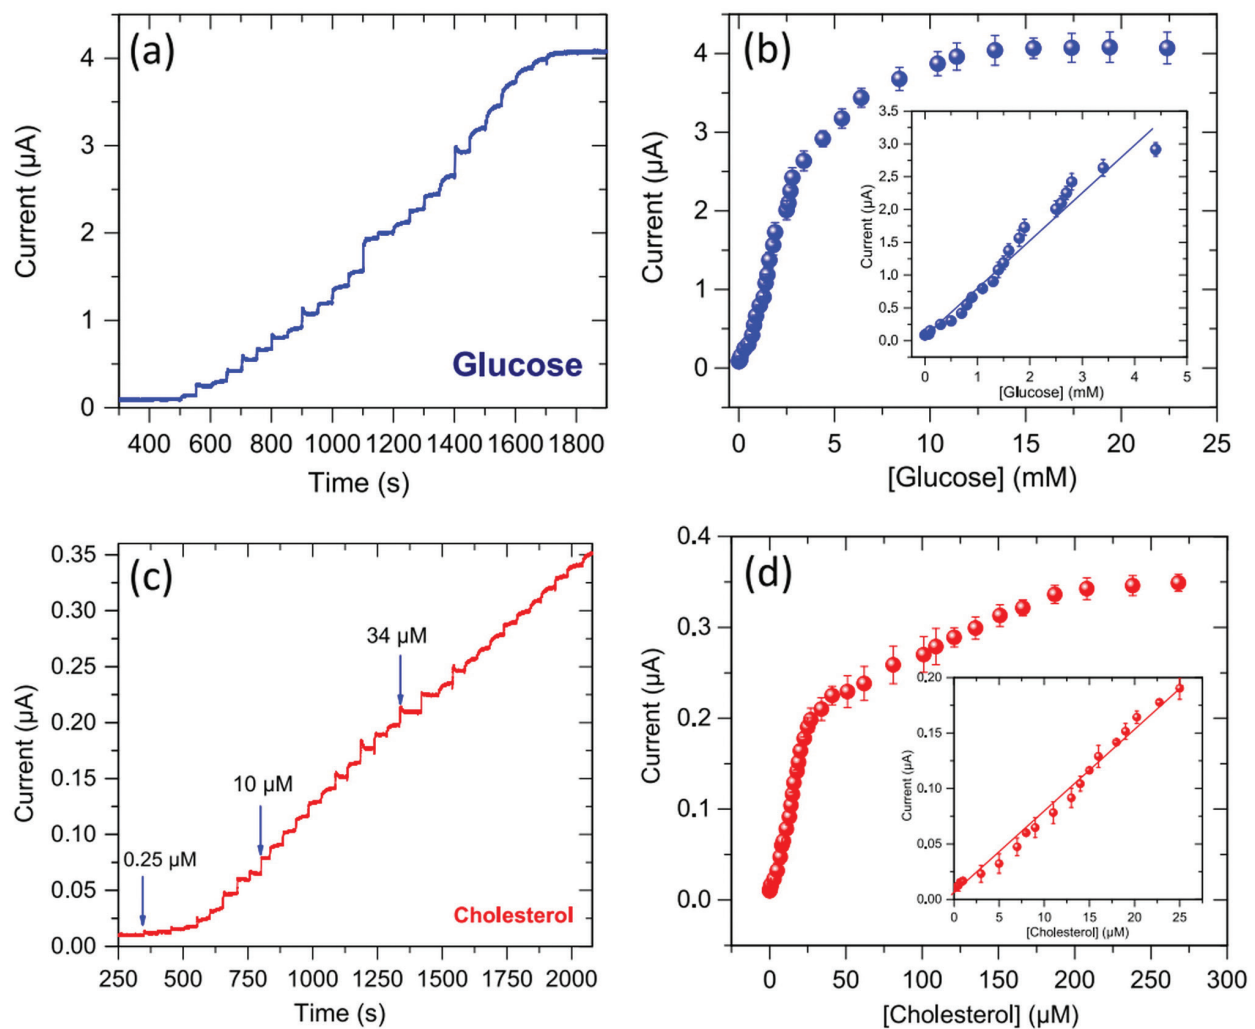 (a)
Current (µA)
4
3
2
1
0
Glucose
400 600 800 1000 1200 1400 1600 1800
Time (s)
(b)
Current (µA)
5
4
3
2
1
0
0 5 10 15 20 25
[Glucose] (mM)
Current (µA)
3.5
3.0
2.5
2.0
1.5
1.0
0.5
0.0
0 1 2 3 4 5
[Glucose] (mM)
(c)
Current (µA)
0.35
0.30
0.25
0.20
0.15
0.10
0.05
0.00
34 µM
10 µM
0.25 µM
Cholesterol
250 500 750 1000 1250 1500 1750 2000
Time (s)
(d)
Current (µA)
0.4
0.3
0.2
0.1
0.0
0 50 100 150 200 250 300
[Cholesterol] (µM)
Current (µA)
0,20
0,15
0,10
0,05
0,00
0 5 10 15 20 25
[Cholesterol] (µM)